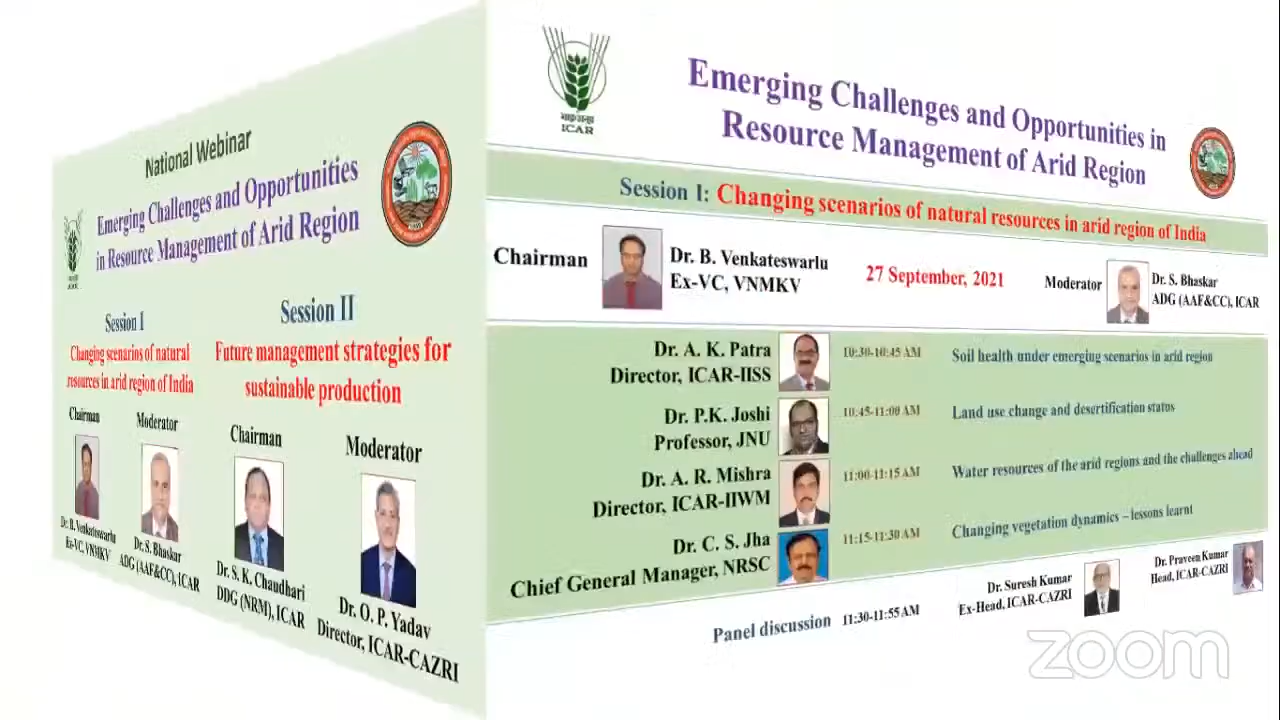 National Webinar
Emerging Challenges and Opportunities
in Resource Management of Arid Region
Session I
Changing scenarios of natural
resources in arid region of India
Chairman
Moderator
Dr. B. Venkateswarlu
Ex-VC, VNMKV
Dr. S. Bhaskar
ADG (AAF&CC), ICAR
Session II
Future management strategies for
sustainable production
Chairman
Moderator
Dr. S. K. Chaudhari
DDG (NRM), ICAR
Dr. O. P. Yadav
Director, ICAR-CAZRI
ICAR
Emerging Challenges and Opportunities in
Resource Management of Arid Region
Session I: Changing scenarios of natural resources in arid region of India
Chairman
Dr. B. Venkateswarlu
Ex-VC, VNMKV
27 September, 2021
Moderator
Dr. S. Bhaskar
ADG (AAF&CC), ICAR
Dr. A. K. Patra
Director, ICAR-IISS
10:30-10:45 AM
Soil health under emerging scenarios in arid region
Dr. P.K. Joshi
Professor, JNU
10:45-11:00 AM
Land use change and desertification status
Dr. A. R. Mishra
Director, ICAR-IIWM
11:00-11:15 AM
Water resources of the arid regions and the challenges ahead
Dr. C. S. Jha
Chief General Manager, NRSC
11:15-11:30 AM
Changing vegetation dynamics – lessons learnt
Panel discussion 11:30-11:55 AM
Dr. Suresh Kumar
Ex-Head, ICAR-CAZRI
Dr. Praveen Kumar
Head, ICAR-CAZRI
zoom